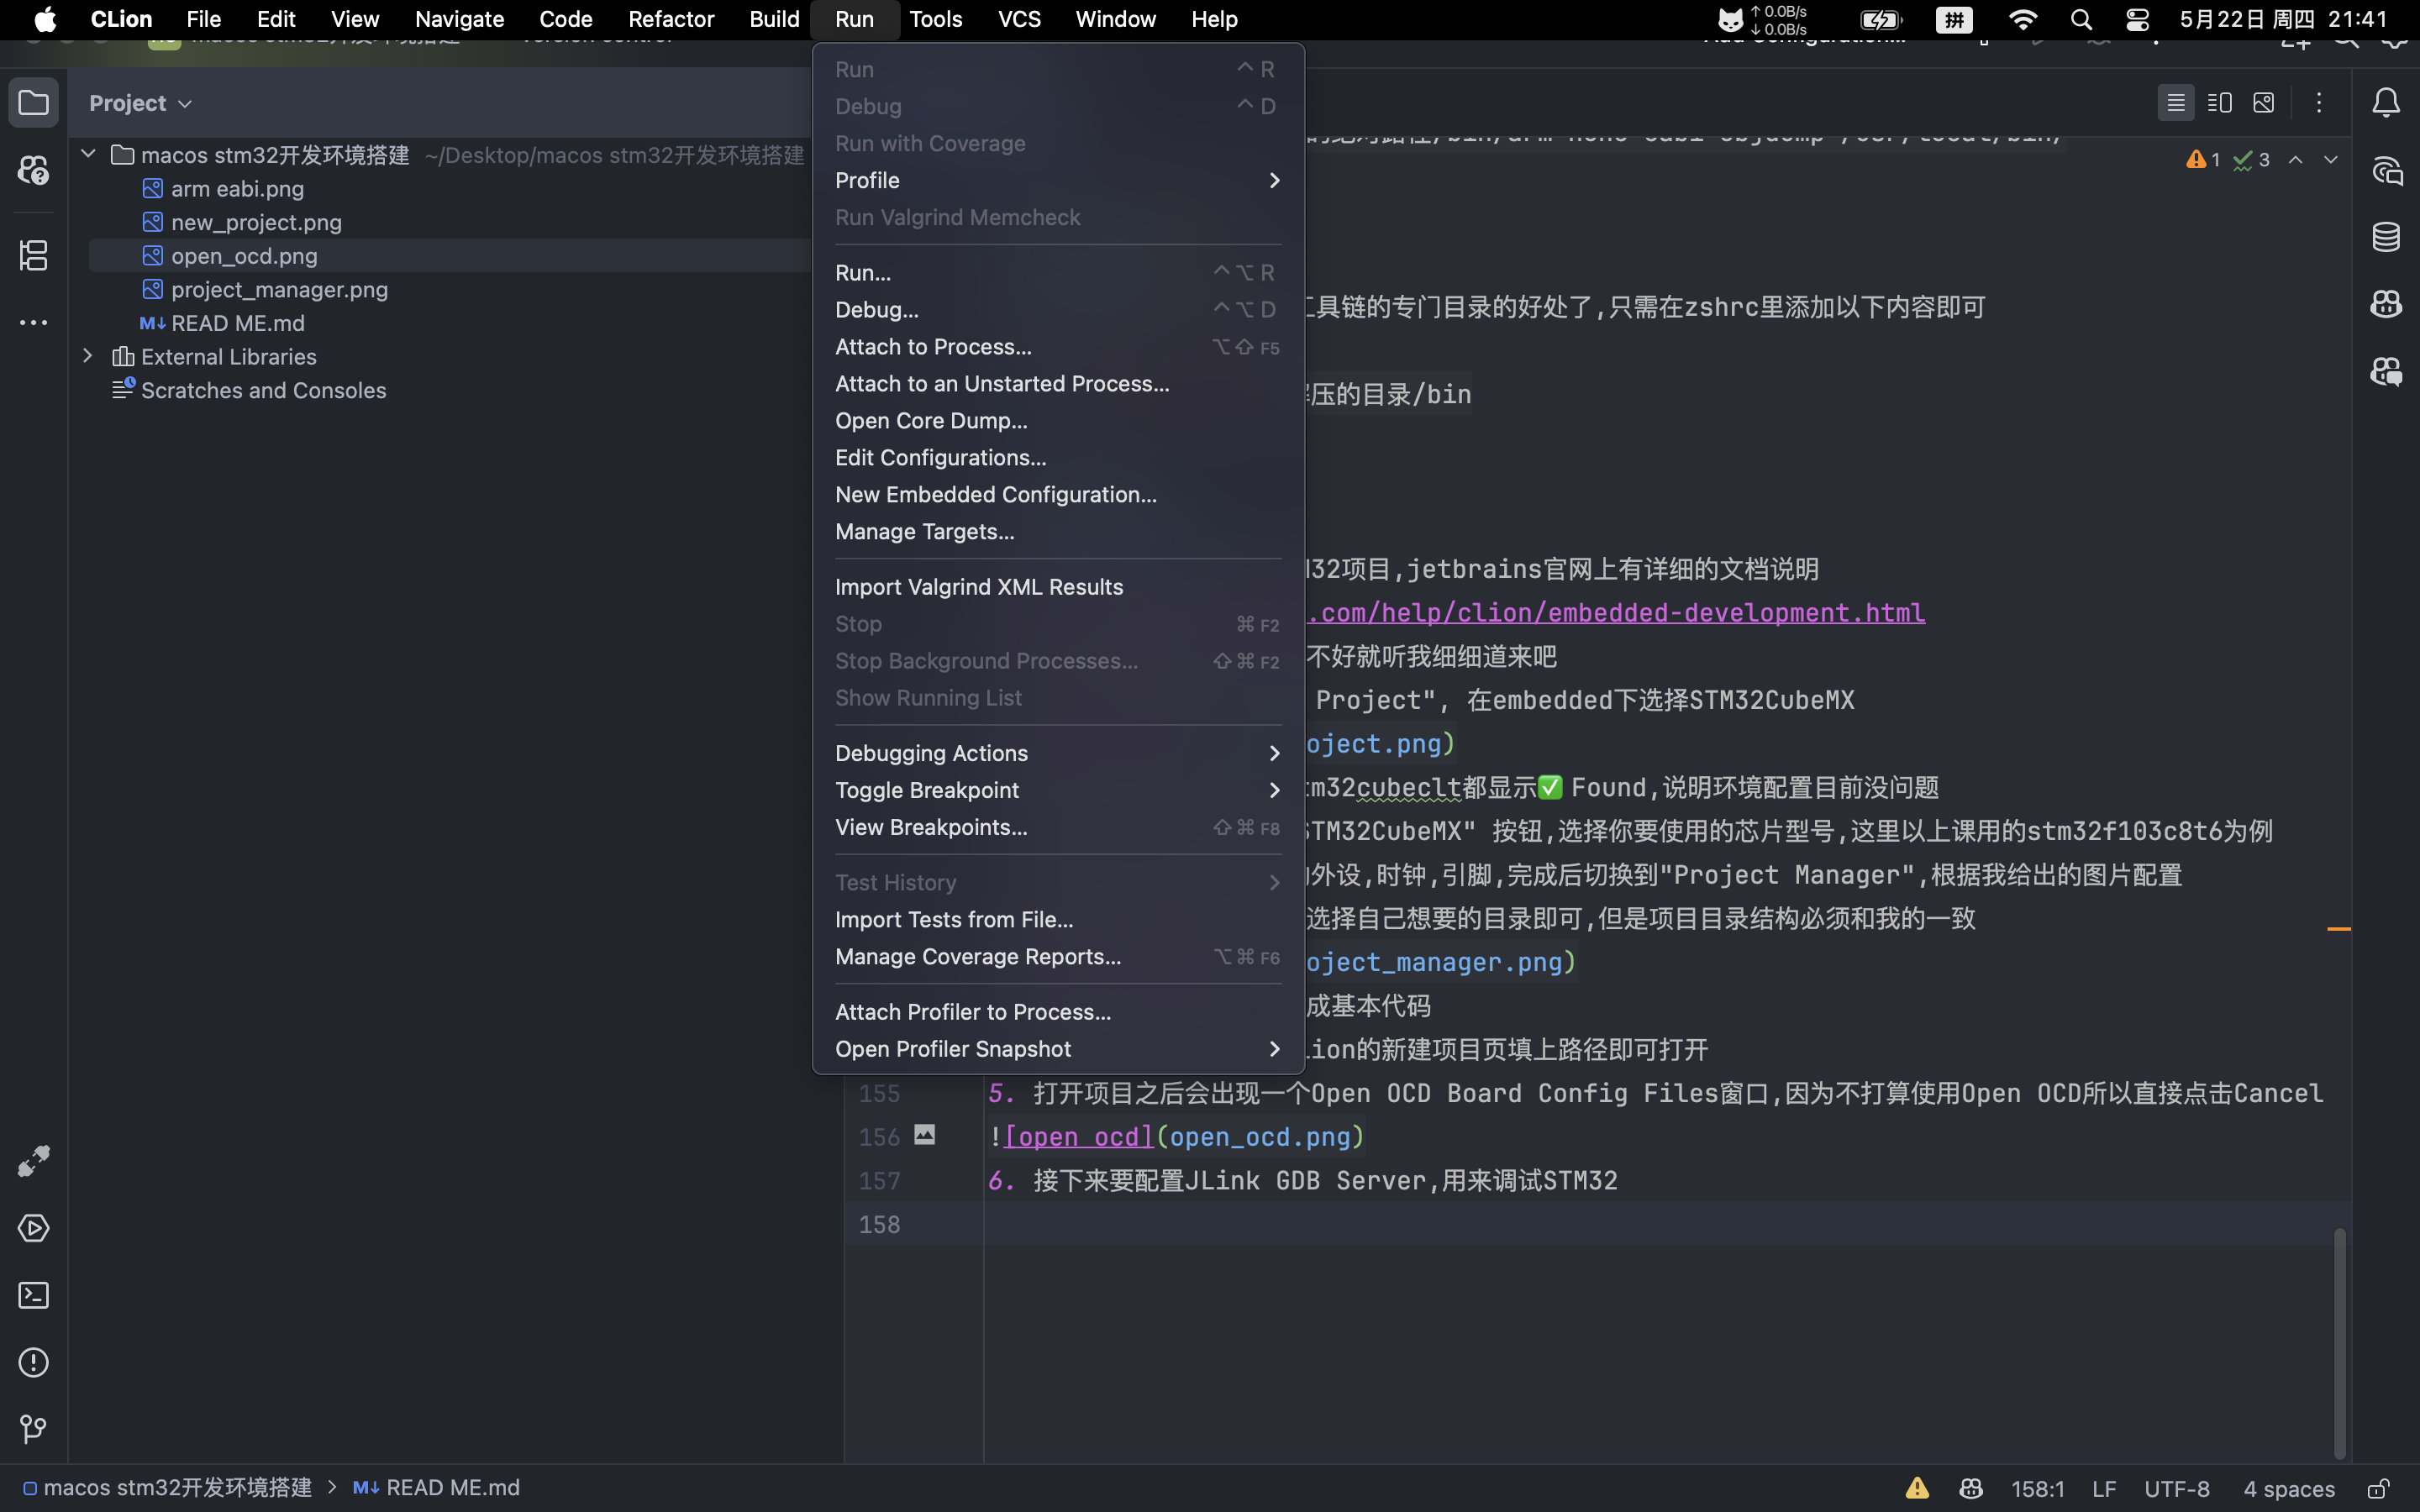 CLion File Edit View Navigate Code Refactor Build Run Tools VCS Window Help ↑ 0.0B/s ↓ 0.0B/s 拼 5月22日 周四 21:41
Project
macos stm32开发环境搭建 ~/Desktop/macos stm32开发环境搭建
arm eabi.png
new_project.png
open_ocd.png
project_manager.png
M↓ READ ME.md
External Libraries
Scratches and Consoles
Run ^ R
Debug ^ D
Run with Coverage
Profile
Run Valgrind Memcheck
Run... ^⌥ R
Debug... ^⌥ D
Attach to Process... ⌥⇧ F5
Attach to an Unstarted Process...
Open Core Dump...
Edit Configurations...
New Embedded Configuration...
Manage Targets...
Import Valgrind XML Results
Stop ⌘ F2
Stop Background Processes... ⇧⌘ F2
Show Running List
Debugging Actions
Toggle Breakpoint
View Breakpoints... ⇧⌘ F8
Test History
Import Tests from File...
Manage Coverage Reports... ⌥⌘ F6
Attach Profiler to Process...
Open Profiler Snapshot
1 3
具链的专门目录的好处了,只需在zshrc里添加以下内容即可
压的目录/bin
32项目,jetbrains官网上有详细的文档说明
.com/help/clion/embedded-development.html
不好就听我细细道来吧
Project", 在embedded下选择STM32CubeMX
oject.png)
m32cubeclt都显示✅ Found,说明环境配置目前没问题
STM32CubeMX" 按钮,选择你要使用的芯片型号,这里以上课用的stm32f103c8t6为例
外设,时钟,引脚,完成后切换到"Project Manager",根据我给出的图片配置
选择自己想要的目录即可,但是项目目录结构必须和我的一致
oject_manager.png)
成基本代码
ion的新建项目页填上路径即可打开
155 5. 打开项目之后会出现一个Open OCD Board Config Files窗口,因为不打算使用Open OCD所以直接点击Cancel
156 ![open ocd](open_ocd.png)
157 6. 接下来要配置JLink GDB Server,用来调试STM32
158
macos stm32开发环境搭建 > M↓ READ ME.md 158:1 LF UTF-8 4 spaces